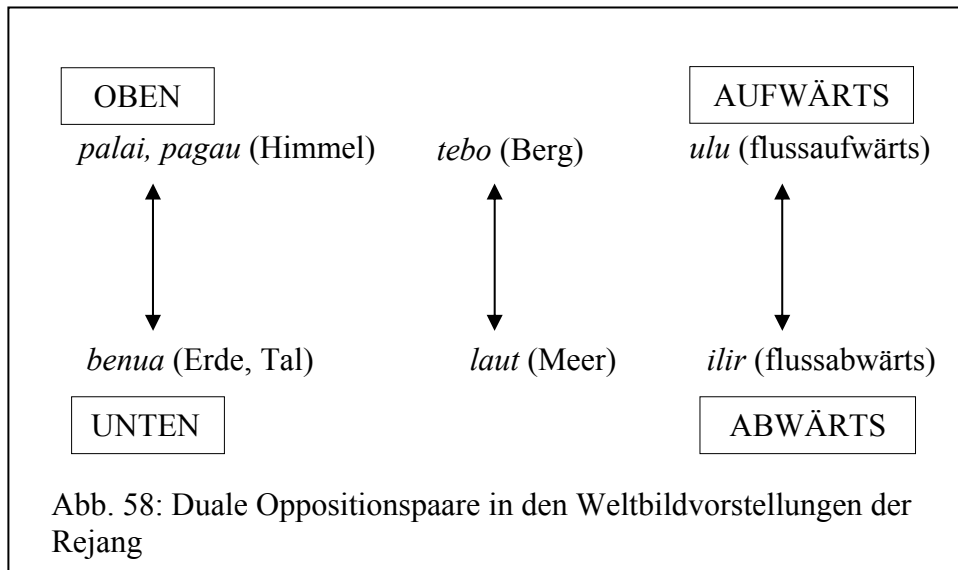 OBEN AUFWÄRTS
palai, pagau (Himmel) tebo (Berg) ulu (flussaufwärts)
benua (Erde, Tal) laut (Meer) ilir (flussabwärts)
UNTEN ABWÄRTS
Abb. 58: Duale Oppositionspaare in den Weltbildvorstellungen der
Rejang